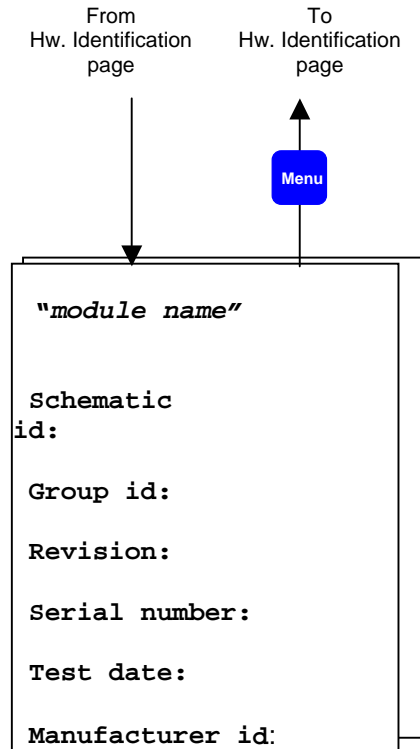 From
Hw. Identification
page
To
Hw. Identification
page
Menu
"module name"
Schematic
id:
Group id:
Revision:
Serial number:
Test date:
Manufacturer id: